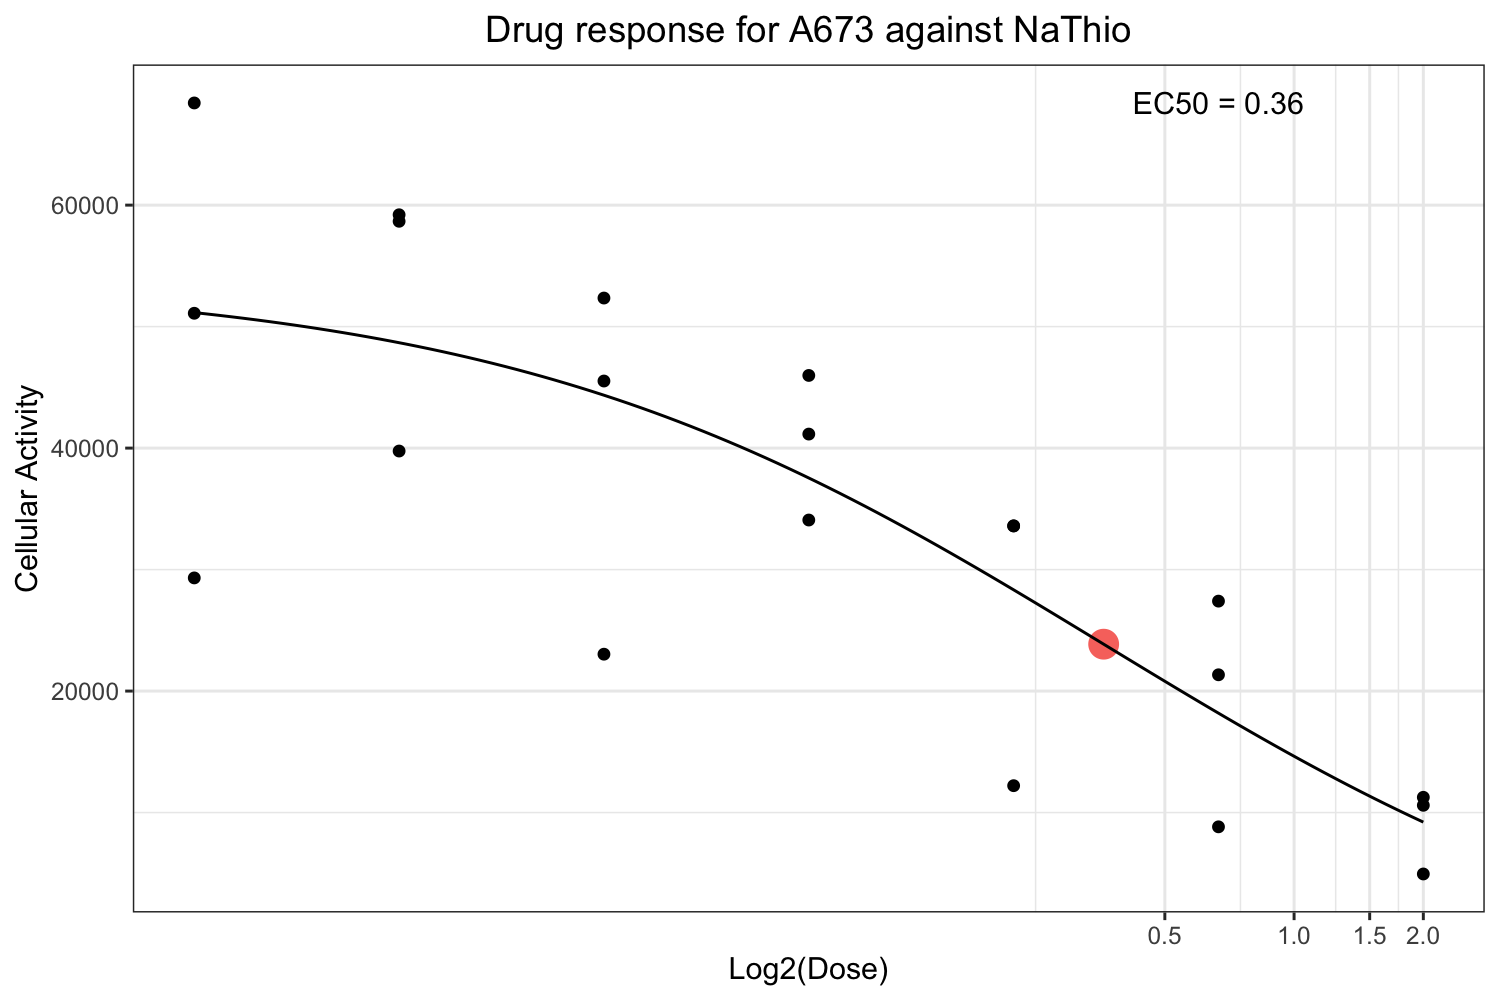 Drug response for A673 against NaThio
EC50 = 0.36
60000
40000
20000
Cellular Activity
0.5 1.0 1.5 2.0
Log2(Dose)